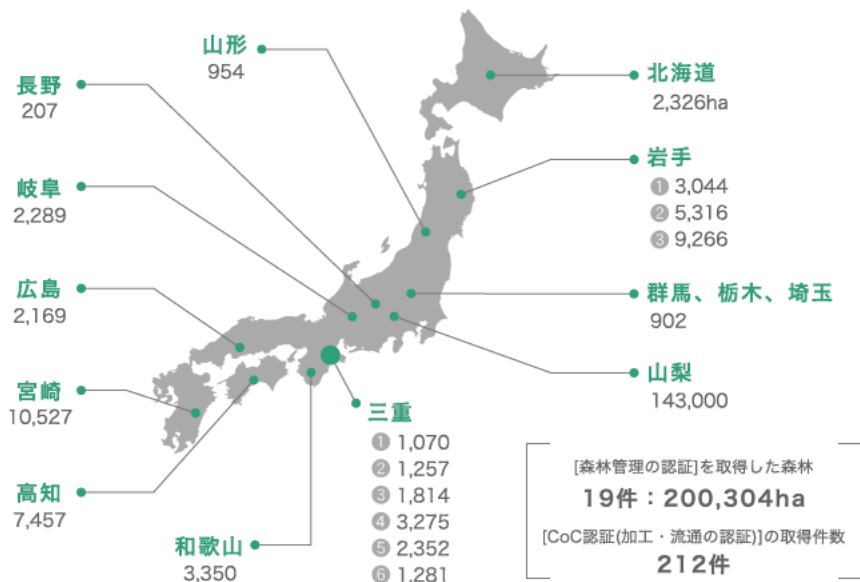 山形
954
長野
207
岐阜
2,289
広島
2,169
宮崎
10,527
高知
7,457
和歌山
3,350
三重
❶ 1,070
❷ 1,257
❸ 1,814
❹ 3,275
❺ 2,352
❻ 1,281
北海道
2,326ha
岩手
❶ 3,044
❷ 5,316
❸ 9,266
群馬、栃木、埼玉
902
山梨
143,000
[森林管理の認証]を取得した森林
19件：200,304ha
[CoC認証(加工・流通の認証)]の取得件数
212件